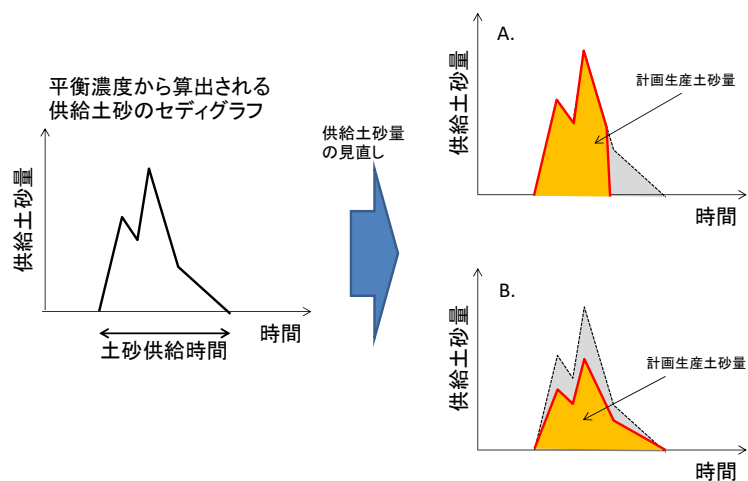 平衡濃度から算出される
供給土砂のセディグラフ
供給土砂量
時間
土砂供給時間
供給土砂量
の見直し
A.
供給土砂量
計画生産土砂量
時間
B.
供給土砂量
計画生産土砂量
時間